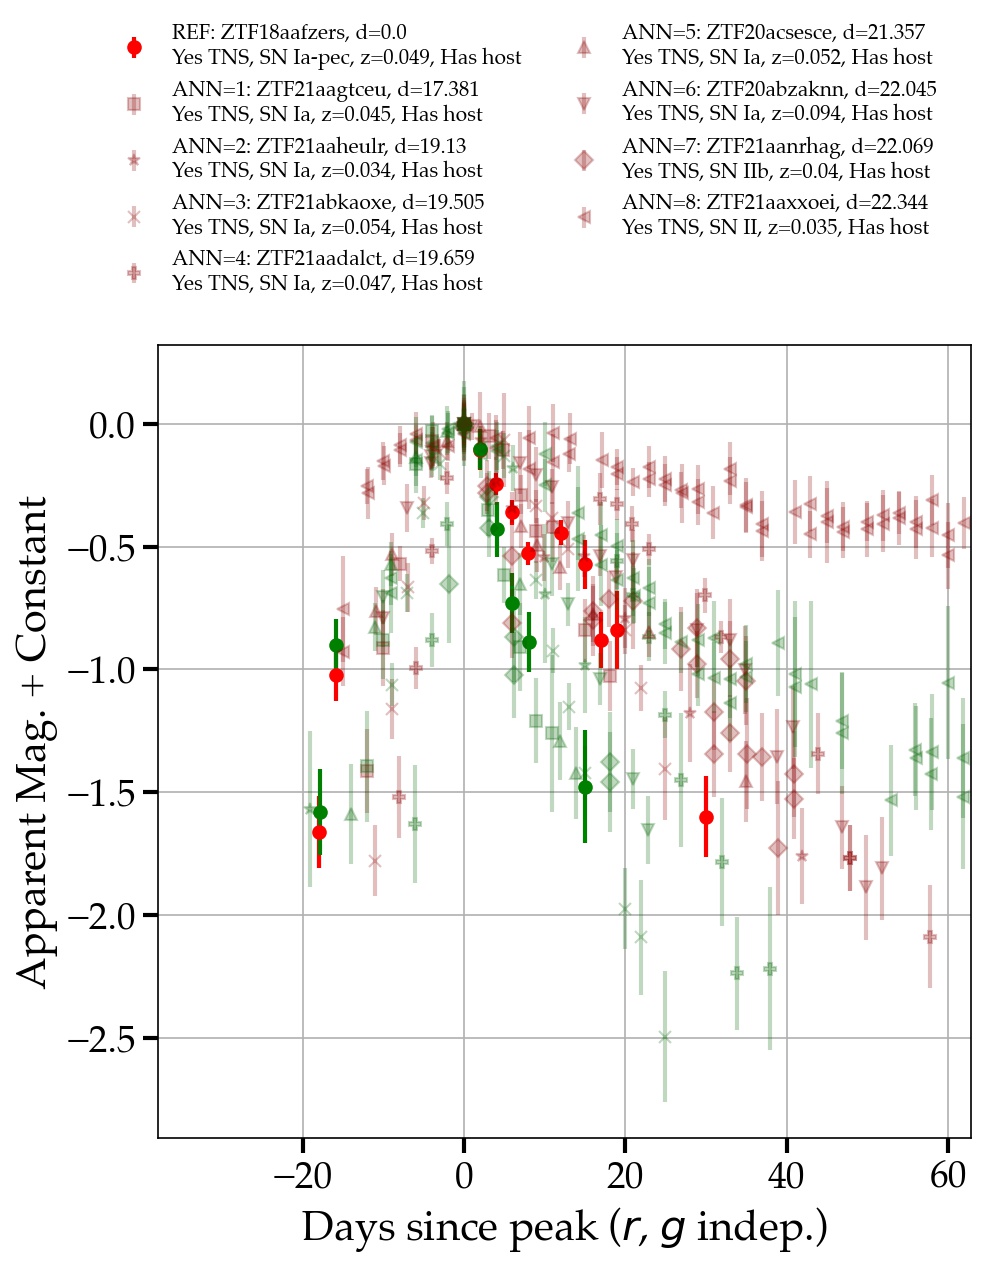 REF: ZTF18aafzers, d=0.0
Yes TNS, SN Ia-pec, z=0.049, Has host
ANN=1: ZTF21aagtceu, d=17.381
Yes TNS, SN Ia, z=0.045, Has host
ANN=2: ZTF21aaheulr, d=19.13
Yes TNS, SN Ia, z=0.034, Has host
ANN=3: ZTF21abkaoxe, d=19.505
Yes TNS, SN Ia, z=0.054, Has host
ANN=4: ZTF21aadalct, d=19.659
Yes TNS, SN Ia, z=0.047, Has host
ANN=5: ZTF20acsesce, d=21.357
Yes TNS, SN Ia, z=0.052, Has host
ANN=6: ZTF20abzaknn, d=22.045
Yes TNS, SN Ia, z=0.094, Has host
ANN=7: ZTF21aanrhag, d=22.069
Yes TNS, SN IIb, z=0.04, Has host
ANN=8: ZTF21aaxxoei, d=22.344
Yes TNS, SN II, z=0.035, Has host
Apparent Mag. + Constant
0.0
−0.5
−1.0
−1.5
−2.0
−2.5
−20
0
20
40
60
Days since peak (r, g indep.)